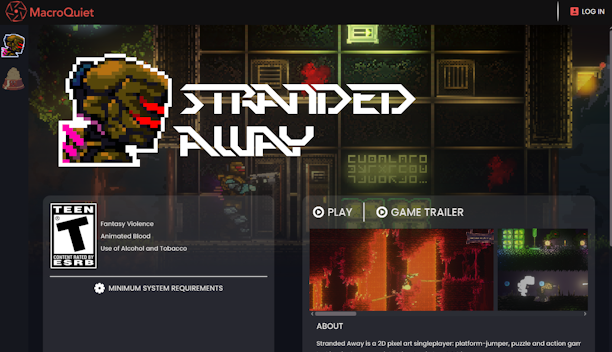 MacroQuiet
LOG IN
STRANDED
AWAY
TEEN
T
CONTENT RATED BY
ESRB
Fantasy Violence
Animated Blood
Use of Alcohol and Tobacco
MINIMUM SYSTEM REQUIREMENTS
PLAY
GAME TRAILER
ABOUT
Stranded Away is a 2D pixel art singleplayer: platform-jumper, puzzle and action gam